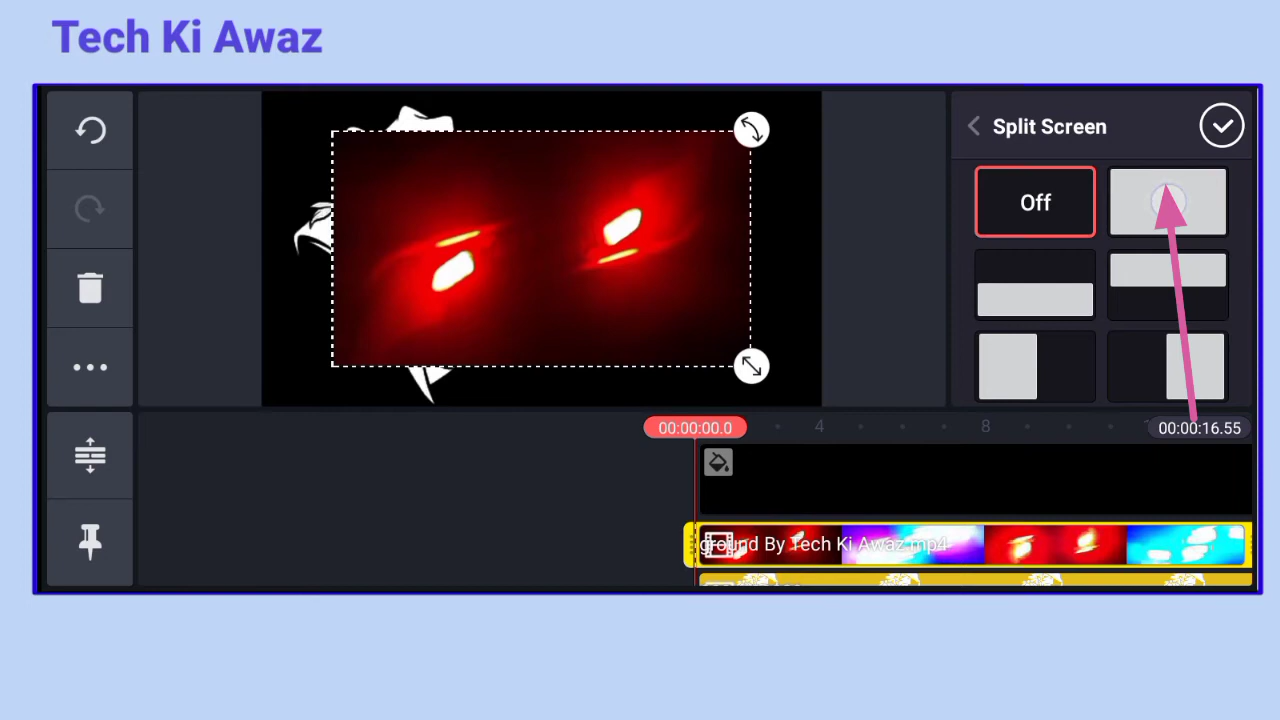 Tech Ki Awaz
Split Screen
Off
00:00:00.0
4
8
00:00:16.55
ground By Tech Ki Awaz.mp4